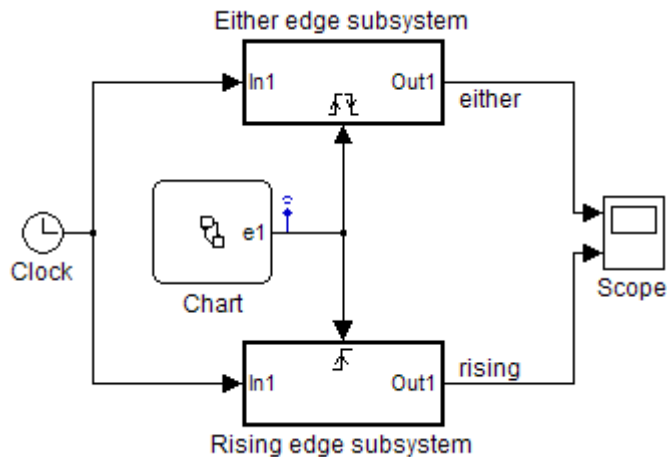 Either edge subsystem
In1
Out1
either
e1
Clock
Chart
Scope
In1
Out1
rising
Rising edge subsystem